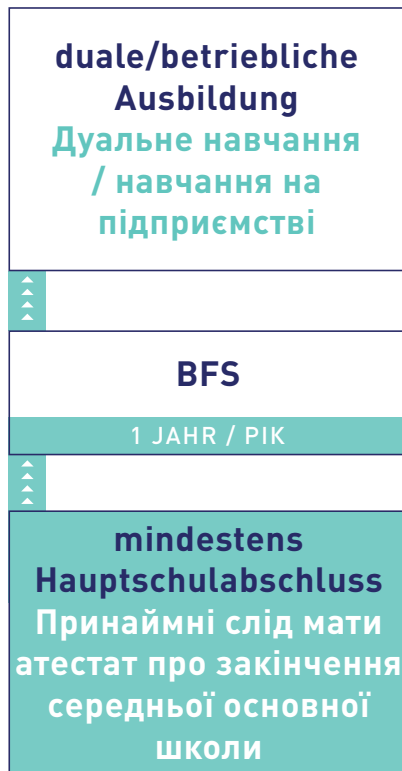 duale/betriebliche
Ausbildung
Дуальне навчання
/ навчання на
підприємстві
BFS
1 JAHR / РІК
mindestens
Hauptschulabschluss
Принаймні слід мати
атестат про закінчення
середньої основної
школи